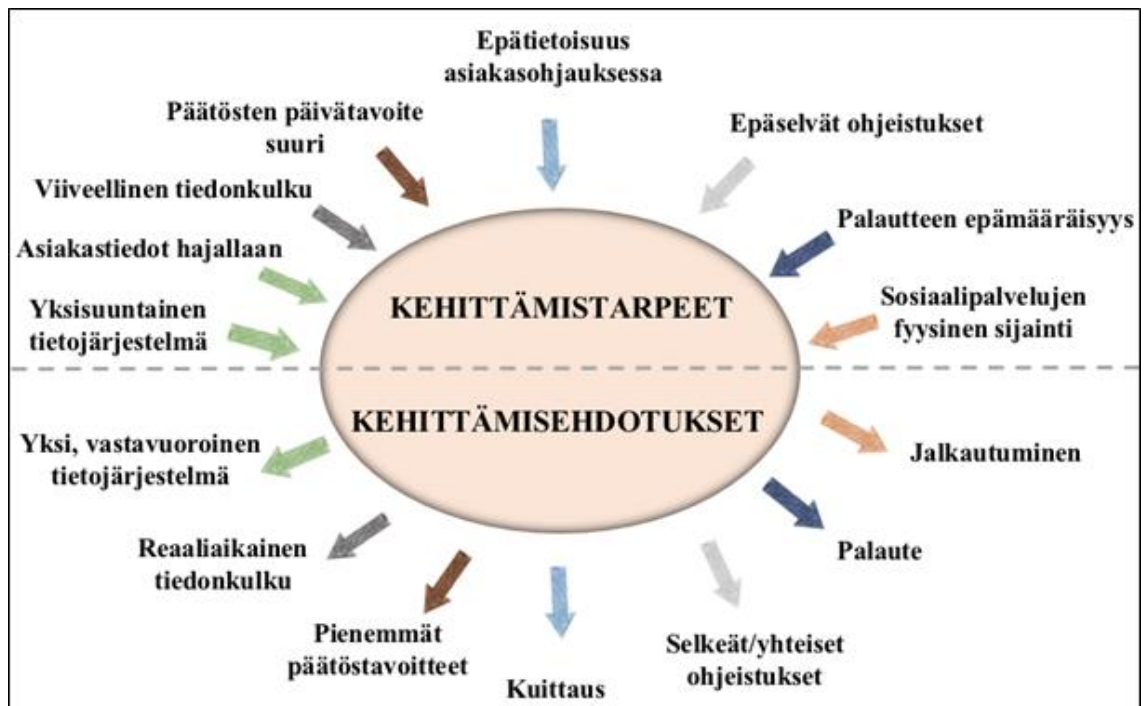 Epätietoisuus
asiakasohjauksessa
Päätösten päivätavoite
suuri
Epäselvät ohjeistukset
Viiveellinen tiedonkulku
Palautteen epämääräisyys
Asiakastiedot hajallaan
Yksisuuntainen
tietojärjestelmä
KEHITTÄMISTARPEET
Sosiaalipalvelujen
fyysinen sijainti
KEHITTÄMISEHDOTUKSET
Yksi, vastavuoroinen
tietojärjestelmä
Jalkautuminen
Reaaliaikainen
tiedonkulku
Palaute
Pienemmät
päätöstavoitteet
Kuittaus
Selkeät/yhteiset
ohjeistukset